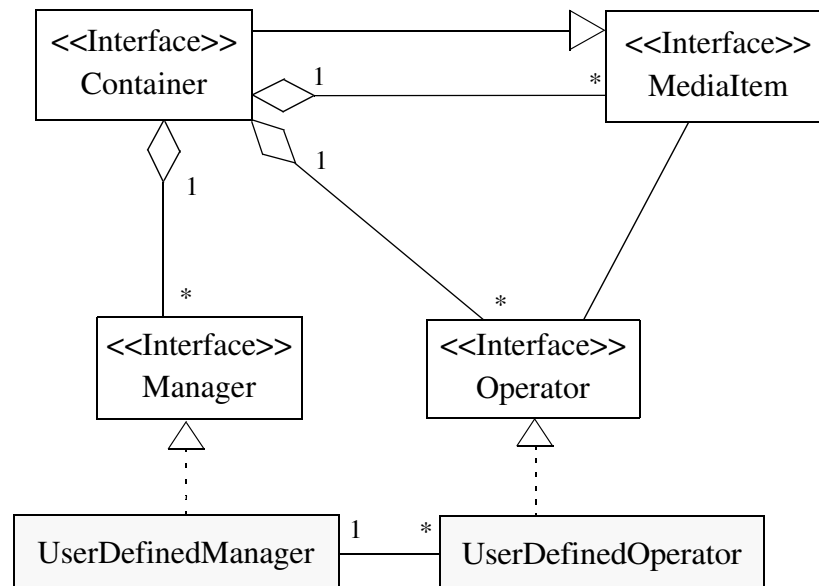 <<Interface>>
Container
<<Interface>>
MediaItem
1
*
1
1
*
*
<<Interface>>
Manager
<<Interface>>
Operator
UserDefinedManager
1
*
UserDefinedOperator